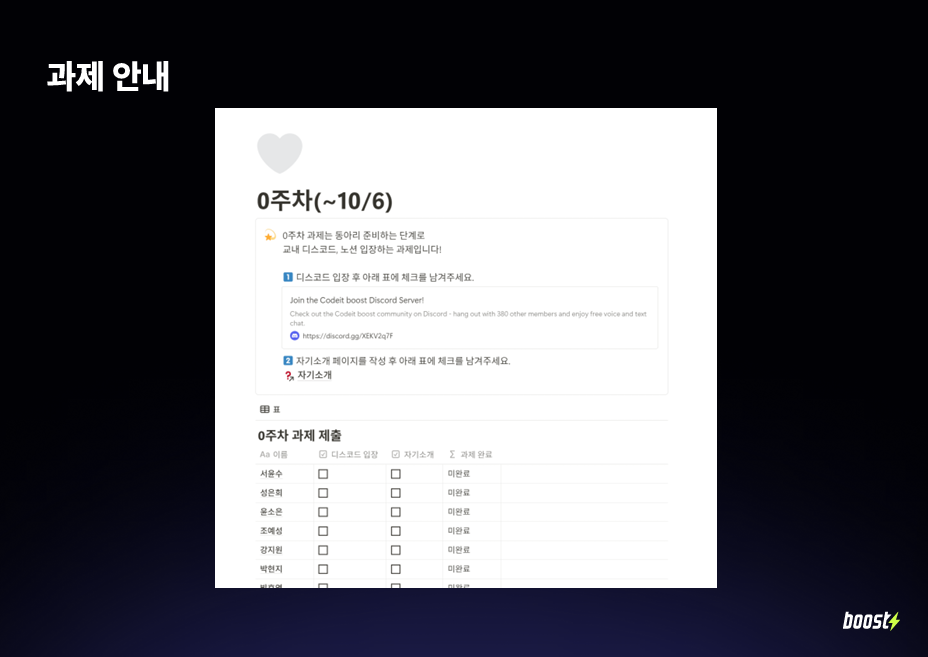 과제 안내
0주차(~10/6)
0주차 과제는 동아리 준비하는 단계로
교내 디스코드, 노션 입장하는 과제입니다!
1 디스코드 입장 후 아래 표에 체크를 남겨주세요.
Join the Codeit boost Discord Server!
Check out the Codeit boost community on Discord - hang out with 380 other members and enjoy free voice and text
chat.
https://discord.gg/XEKV2q7F
2 자기소개 페이지를 작성 후 아래 표에 체크를 남겨주세요.
자기소개
표
0주차 과제 제출
Aa 이름 디스코드 입장 자기소개 Σ 과제 완료
서윤수 미완료
성은희 미완료
윤소은 미완료
조예성 미완료
강지원 미완료
박현지 미완료
boost